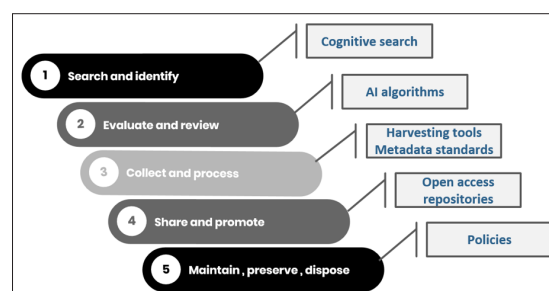 Cognitive search
1 Search and identify
AI algorithms
2 Evaluate and review
Harvesting tools
Metadata standards
3 Collect and process
Open access
repositories
4 Share and promote
Policies
5 Maintain , preserve , dispose